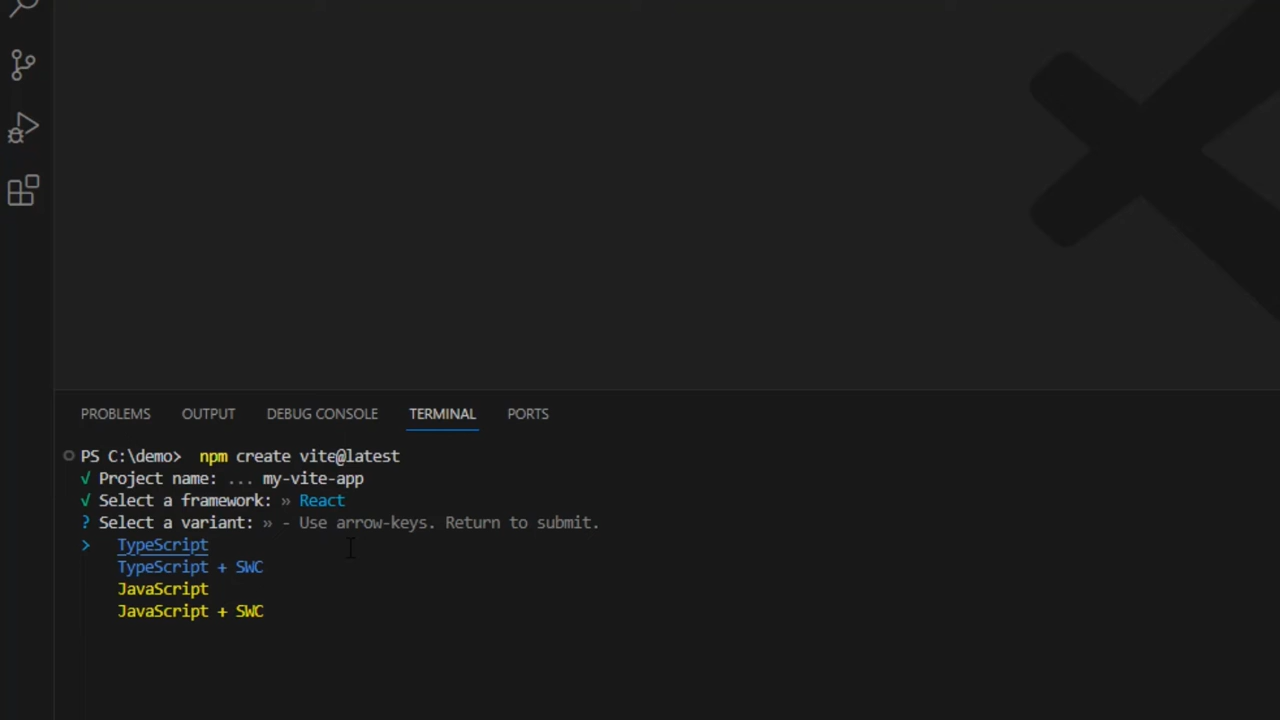 PROBLEMS OUTPUT DEBUG CONSOLE TERMINAL PORTS
PS C:\demo> npm create vite@latest
√ Project name: ... my-vite-app
√ Select a framework: » React
? Select a variant: » - Use arrow-keys. Return to submit.
> TypeScript
TypeScript + SWC
JavaScript
JavaScript + SWC